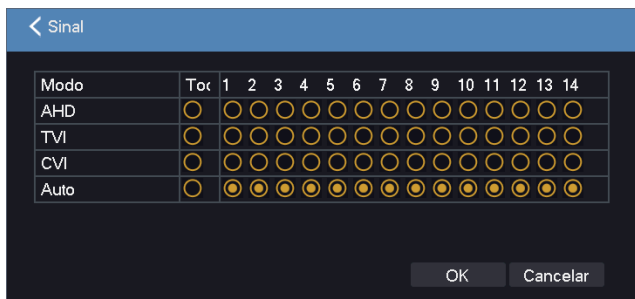 Sinal
Modo Toc 1 2 3 4 5 6 7 8 9 10 11 12 13 14
AHD
TVI
CVI
Auto
OK Cancelar